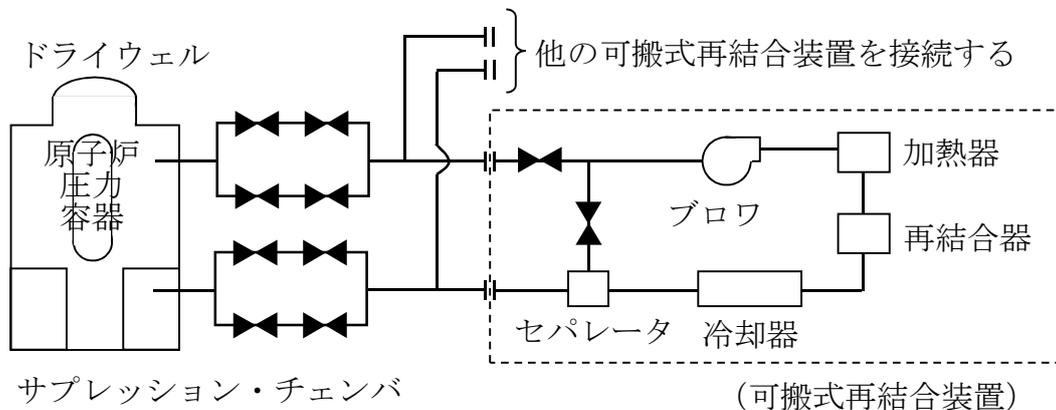 ドライウェル
他の可搬式再結合装置を接続する
原子炉
圧力
容器
加熱器
ブロワ
再結合器
セパレータ
冷却器
サプレッション・チェンバ
(可搬式再結合装置)